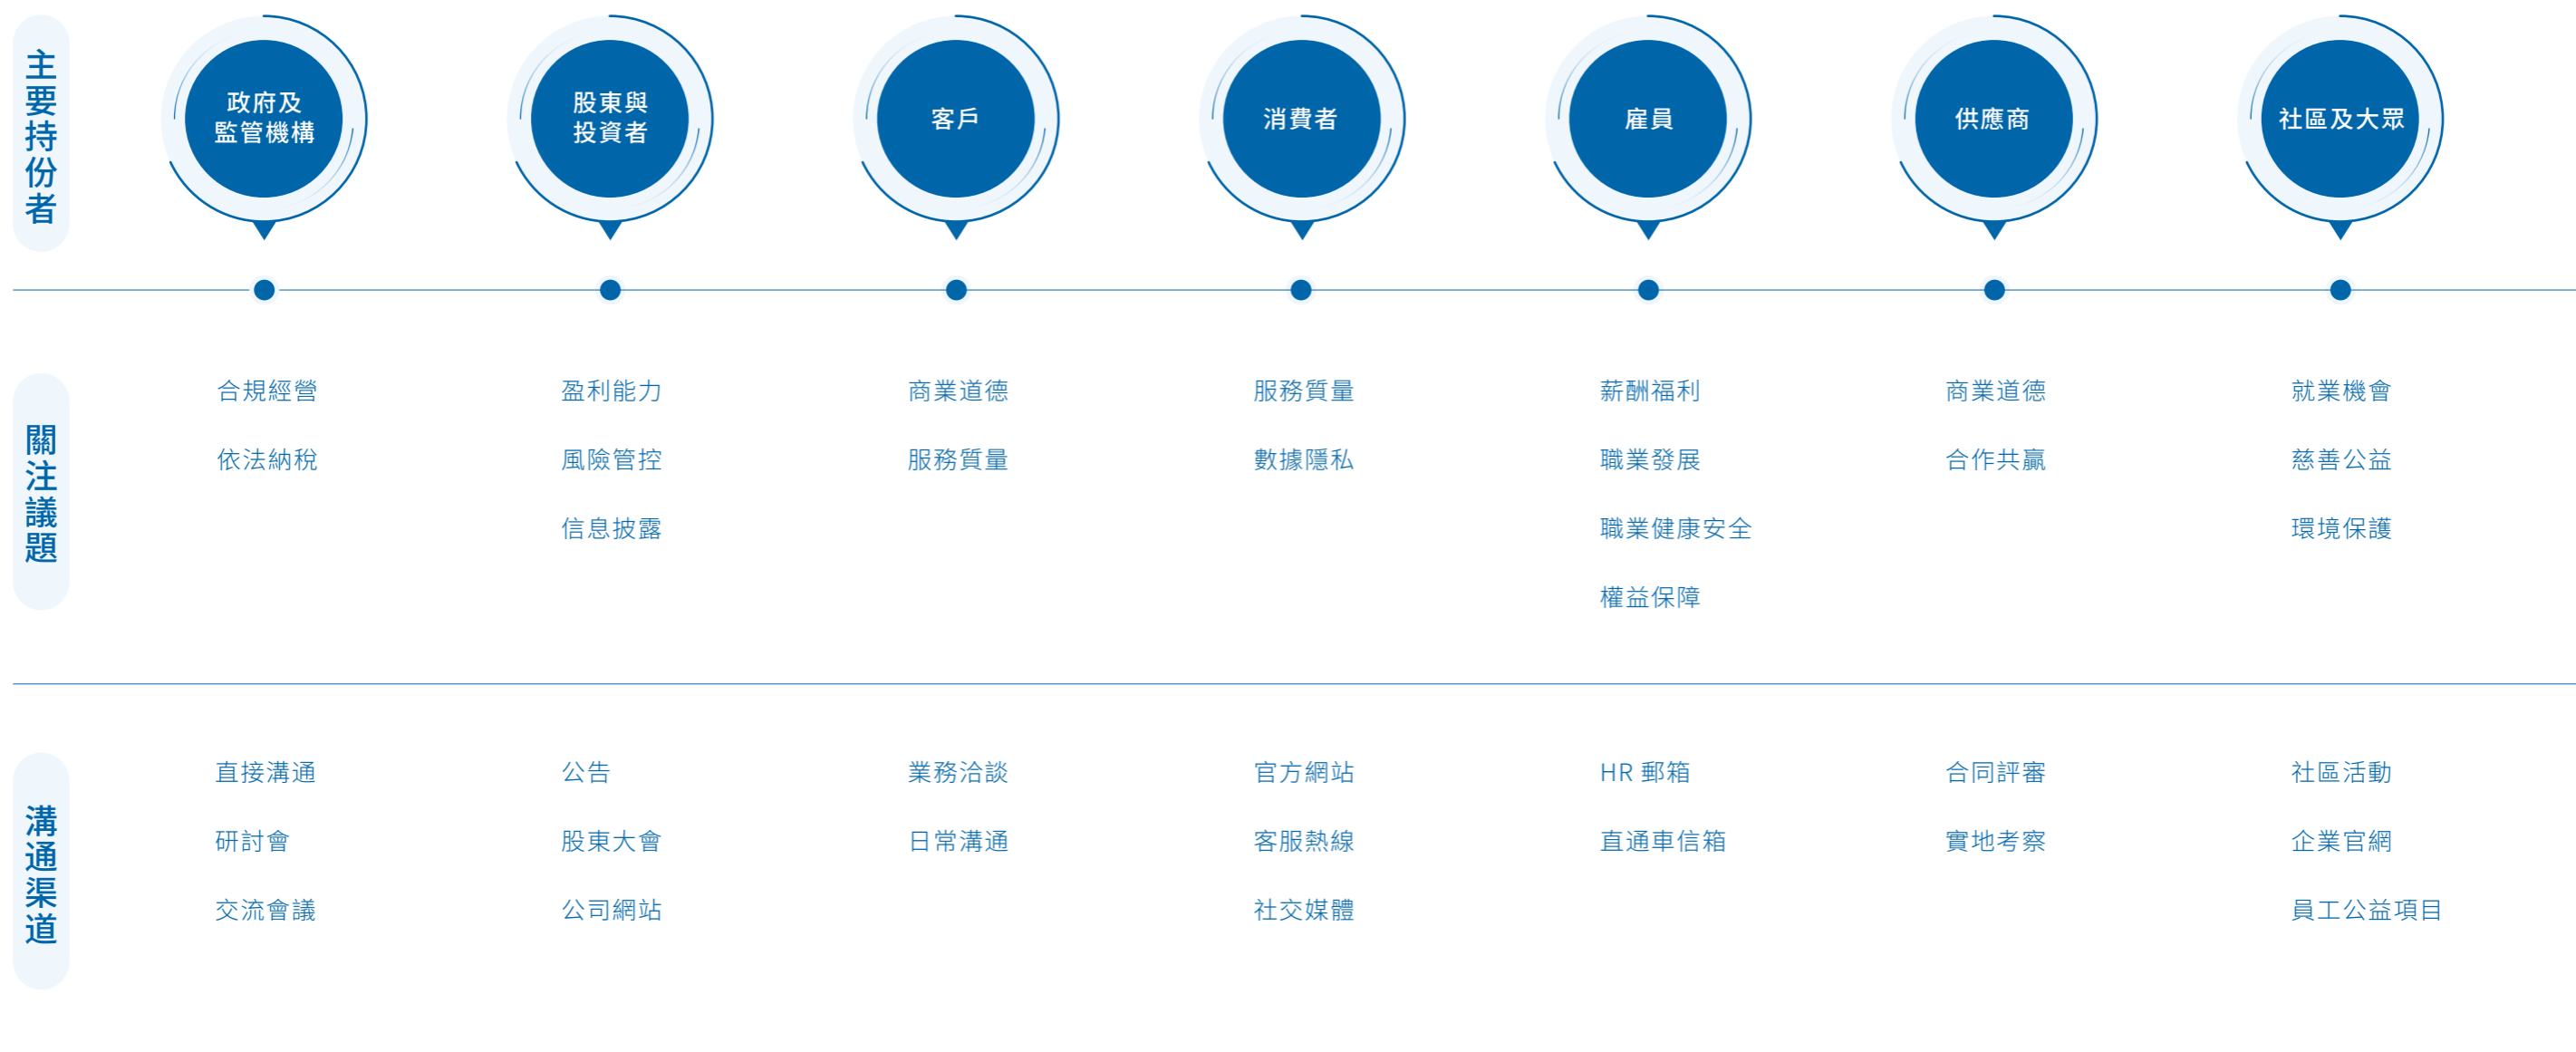 主要持份者
政府及
監管機構
股東與
投資者
客戶
消費者
雇員
供應商
社區及大眾
關注議題
合規經營
依法納稅
盈利能力
風險管控
信息披露
商業道德
服務質量
服務質量
數據隱私
薪酬福利
職業發展
職業健康安全
權益保障
商業道德
合作共贏
就業機會
慈善公益
環境保護
溝通渠道
直接溝通
研討會
交流會議
公告
股東大會
公司網站
業務洽談
日常溝通
官方網站
客服熱線
社交媒體
HR 郵箱
直通車信箱
合同評審
實地考察
社區活動
企業官網
員工公益項目